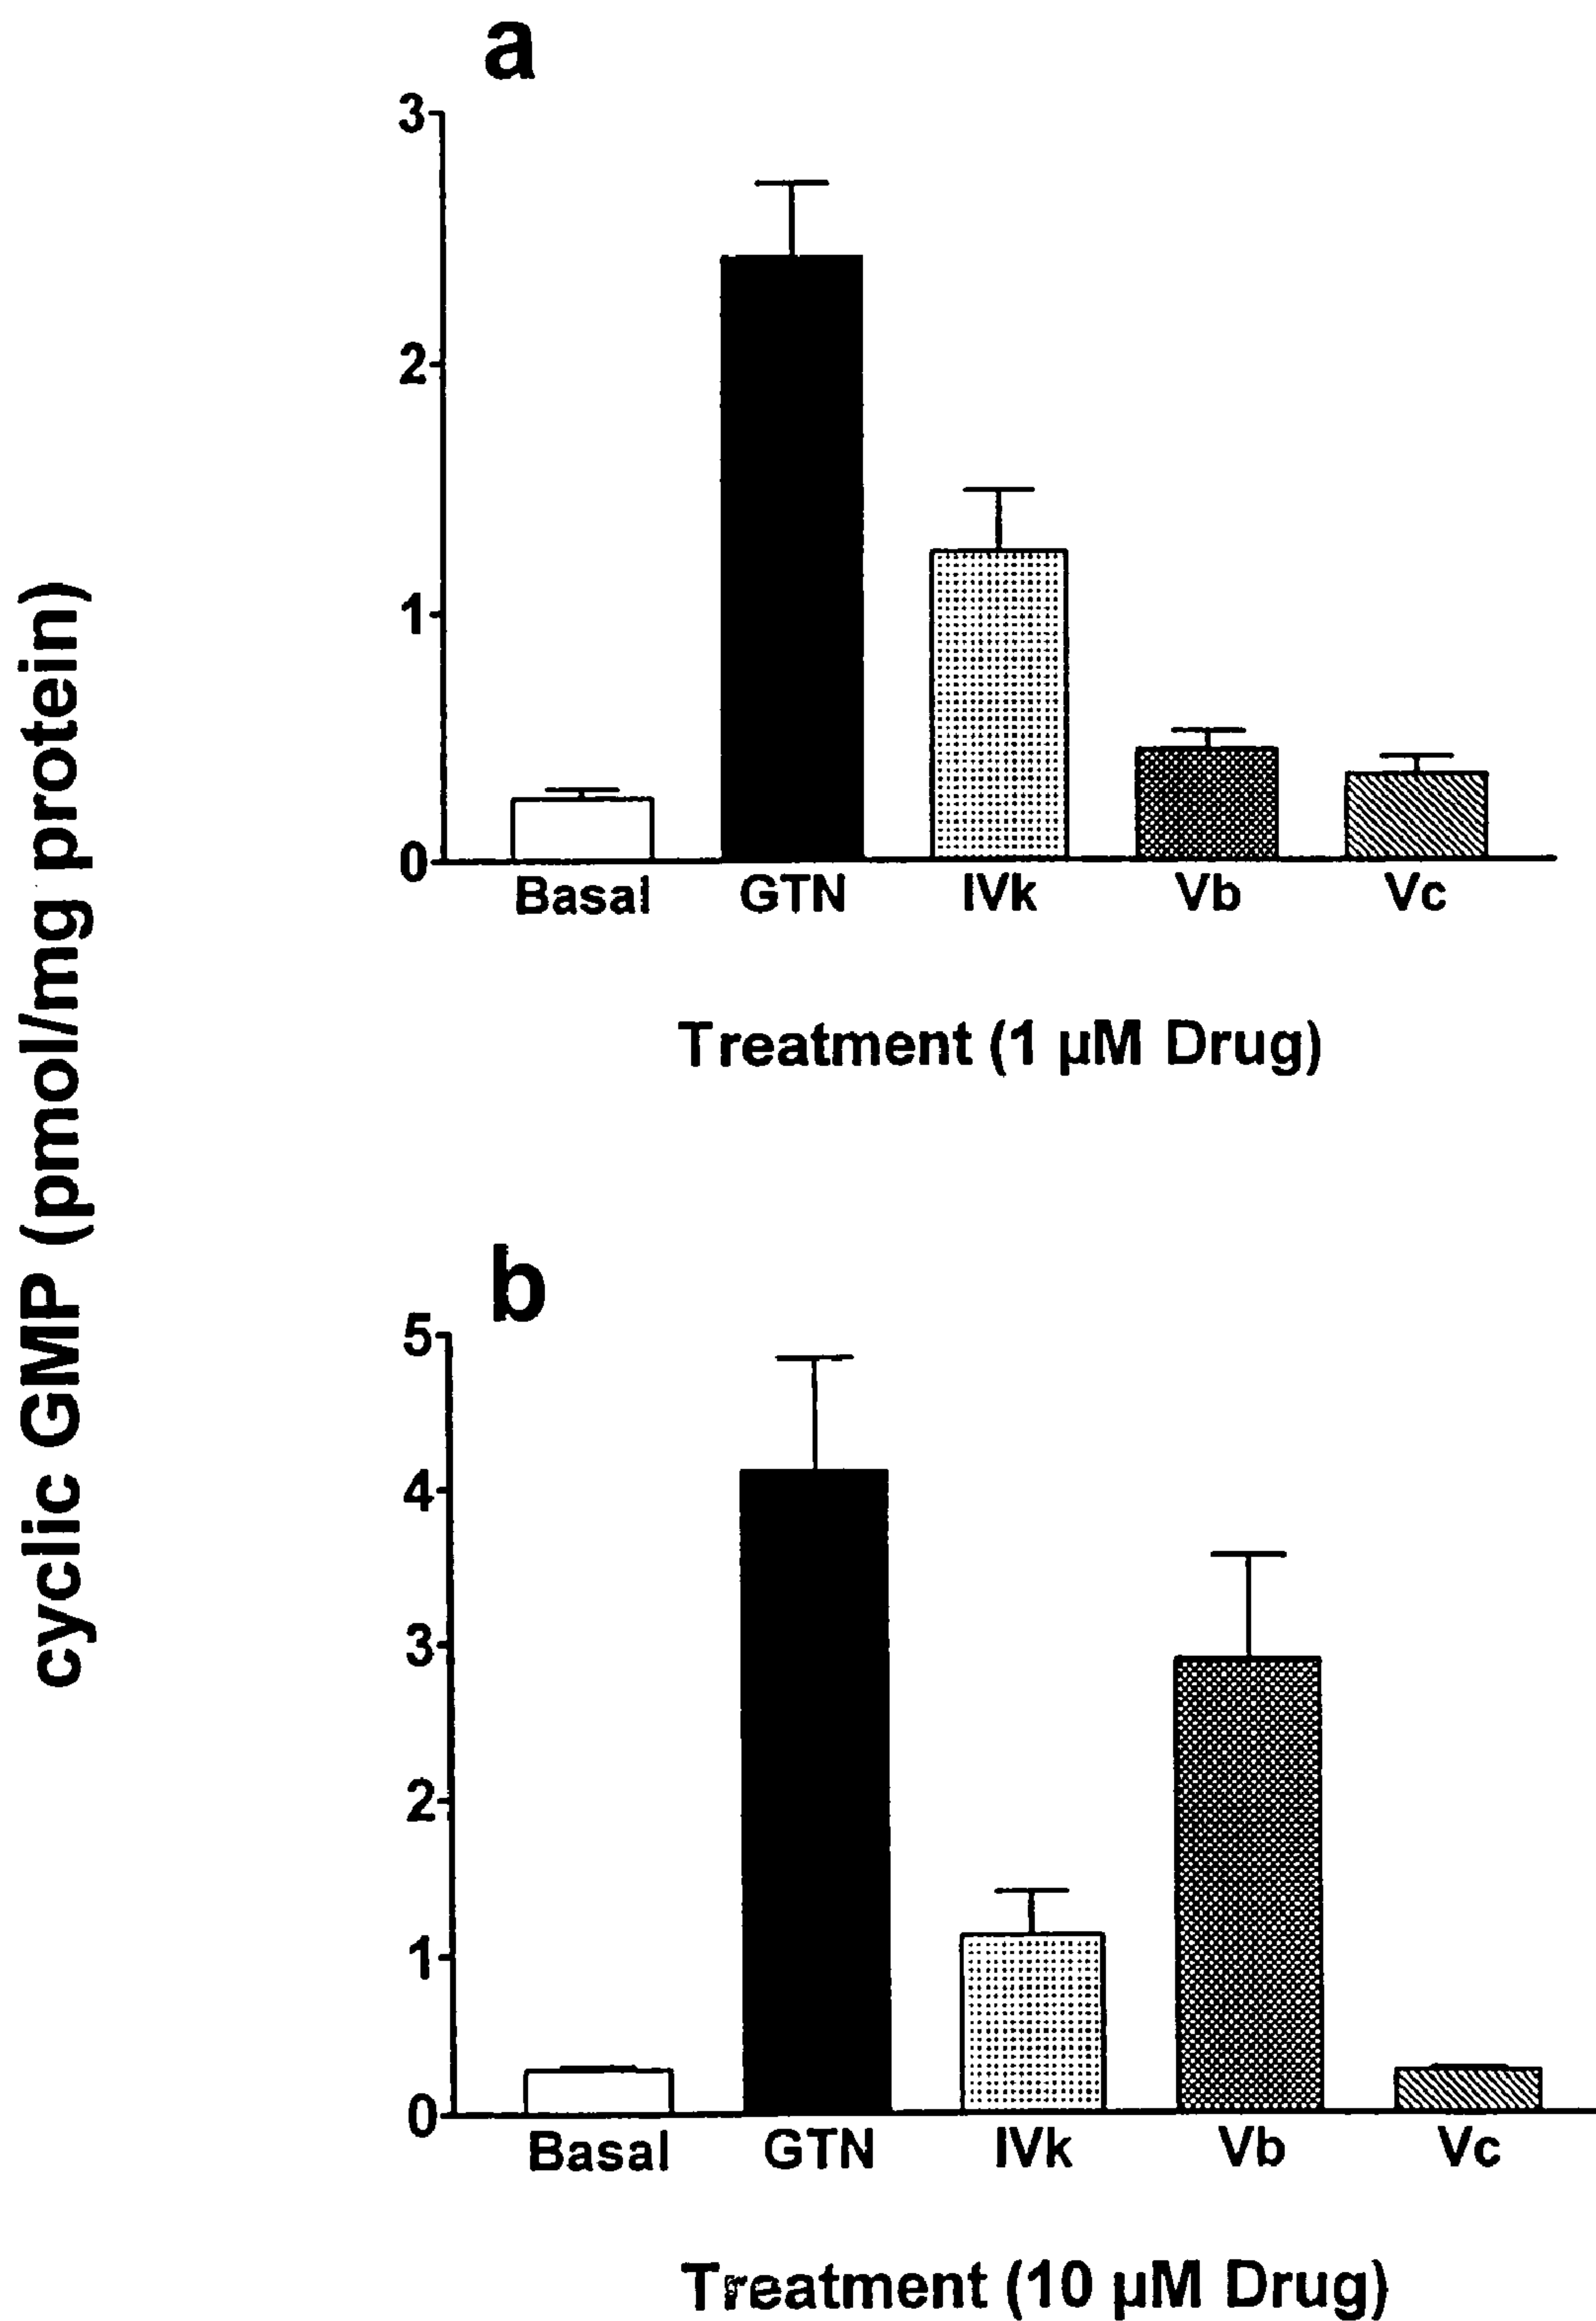 cyclic GMP (pmol/mg protein)
a
3
2
1
0
Basal GTN IVk Vb Vc
Treatment (1 µM Drug)
b
5
4
3
2
1
0
Basal GTN IVk Vb Vc
Treatment (10 µM Drug)